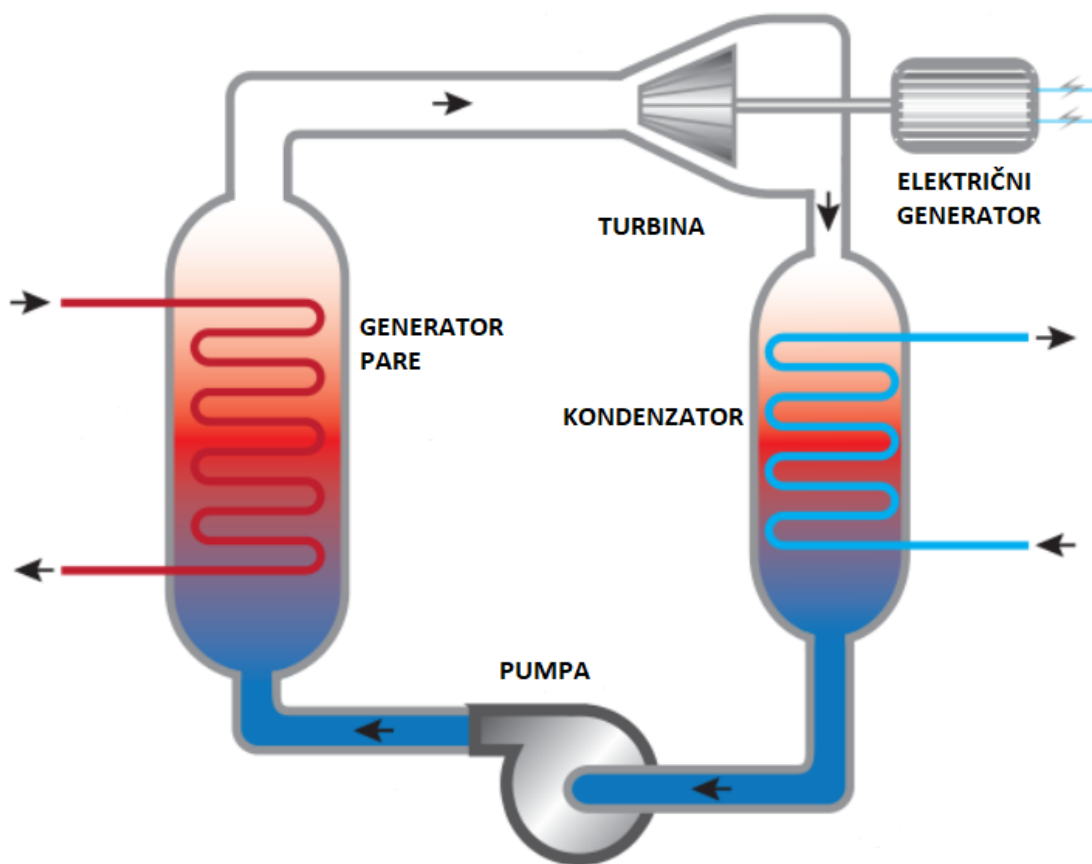 ELEKTRIČNI
GENERATOR
TURBINA
GENERATOR
PARE
KONDENZATOR
PUMPA